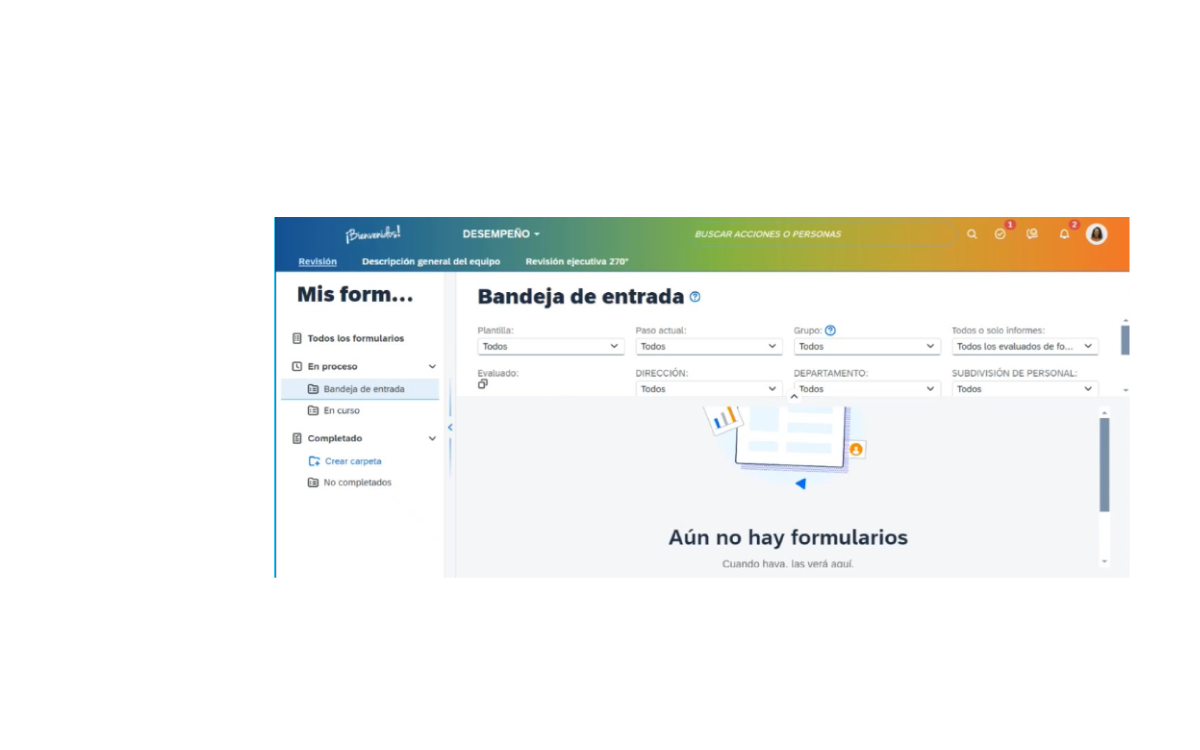 ¡Bienvenidos!
DESEMPEÑO
BUSCAR ACCIONES O PERSONAS
1
2
Revisión
Descripción general del equipo
Revisión ejecutiva 270°
Mis form...
Todos los formularios
En proceso
Bandeja de entrada
En curso
Completado
Crear carpeta
No completados
Bandeja de entrada
Plantilla:
Paso actual:
Grupo:
Todos o solo informes:
Todos
Todos
Todos
Todos los evaluados de fo...
Evaluado:
DIRECCIÓN:
DEPARTAMENTO:
SUBDIVISIÓN DE PERSONAL:
Todos
Todos
Todos
Aún no hay formularios
Cuando haya, las verá aquí.